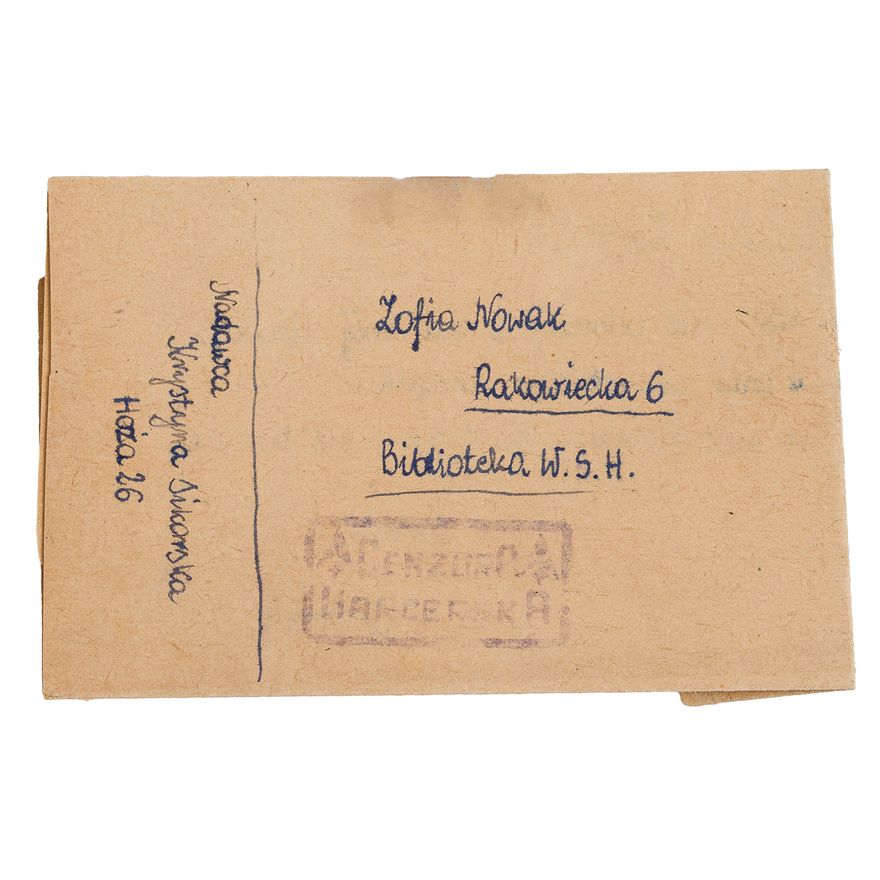 Nadawca
Krystyna Sikorska
Hoża 26
Zofia Nowak
Rakowiecka 6
Biblioteka W. S. H.
CENZURA
HARCERSKA